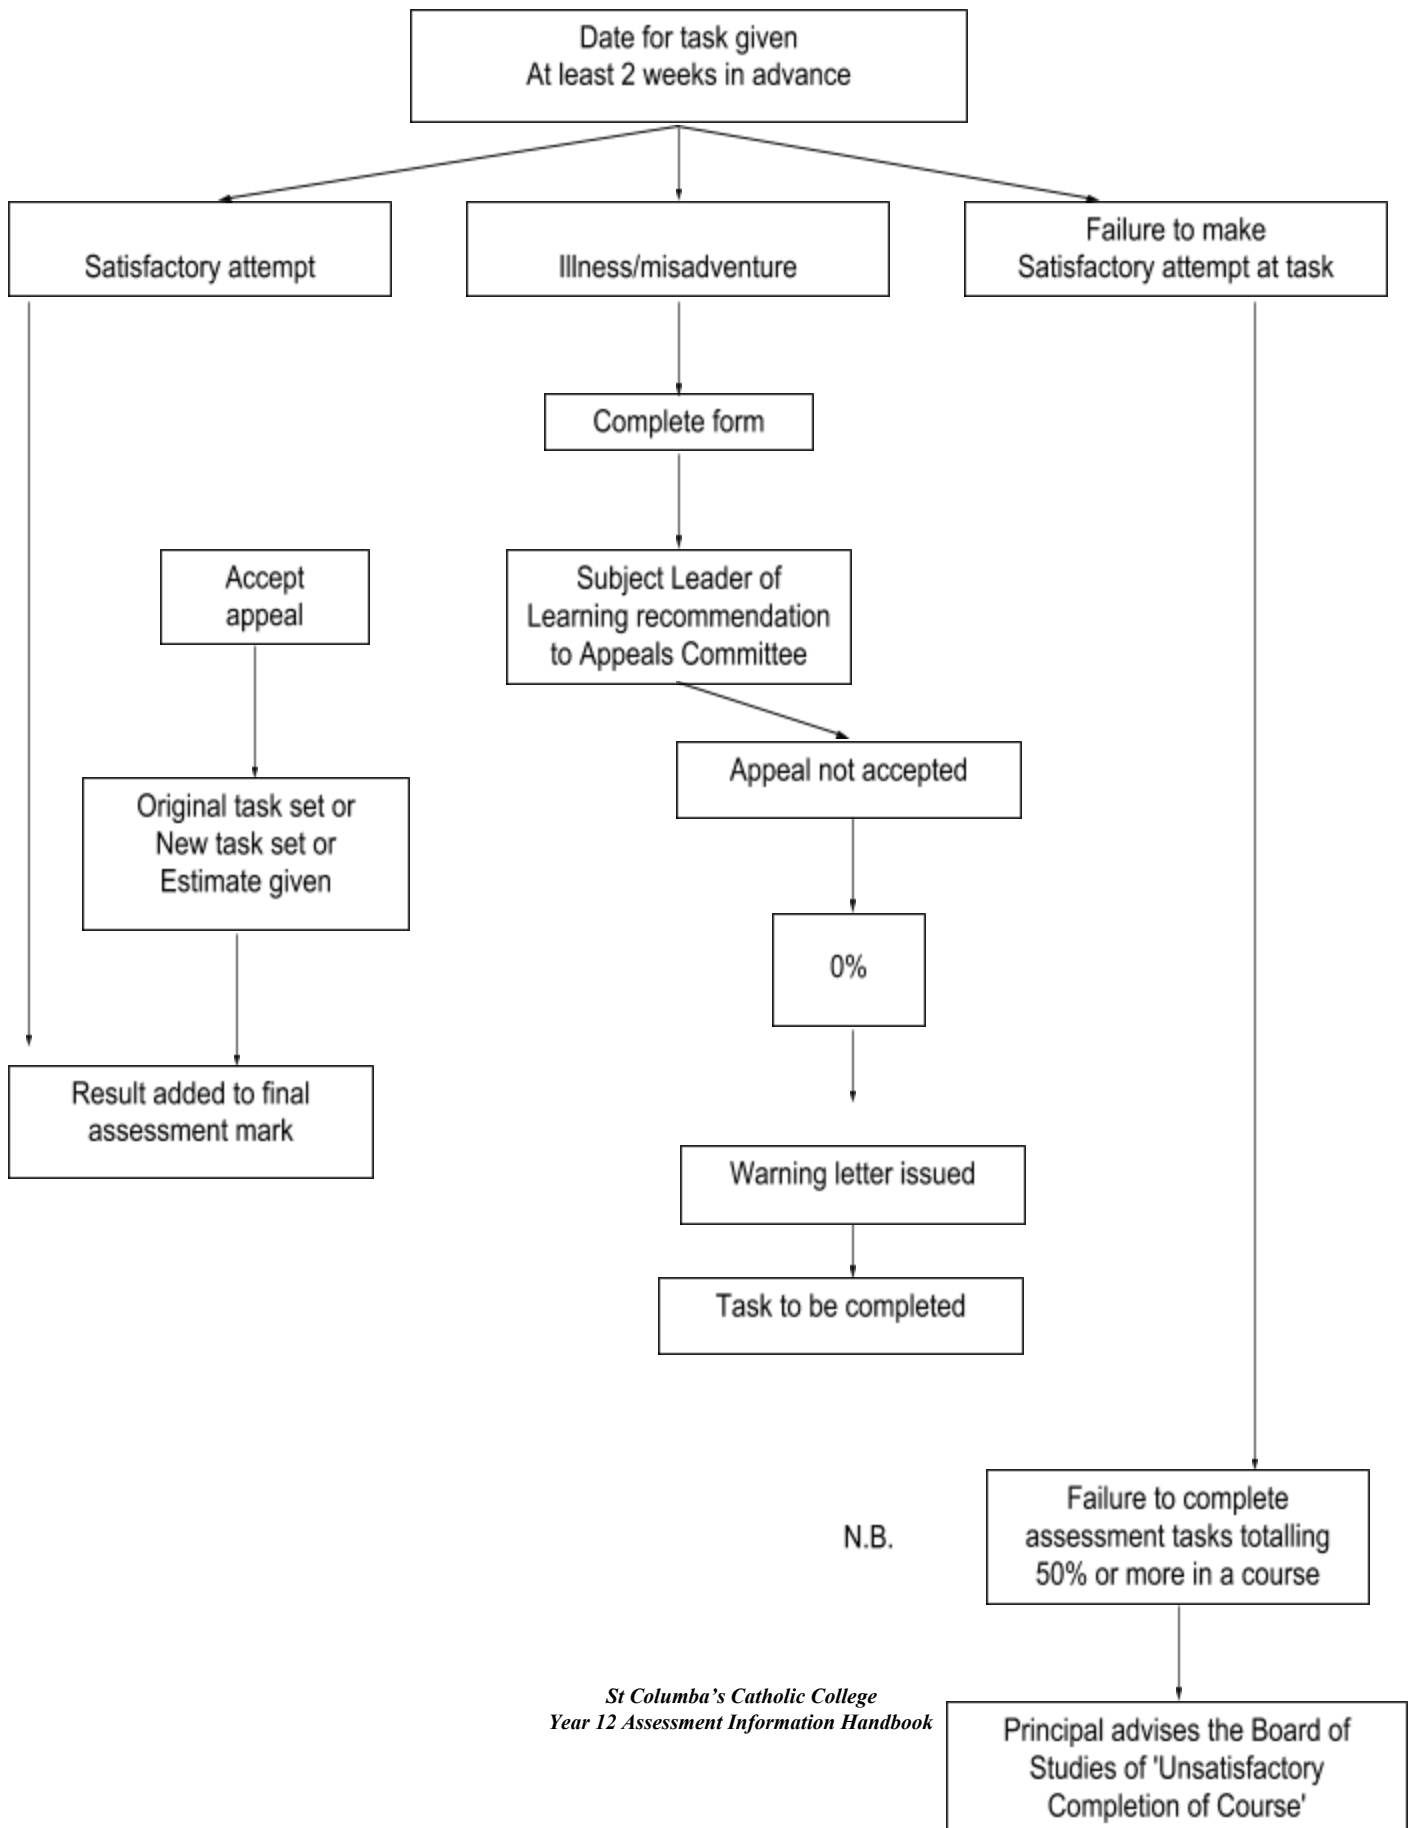 Date for task given
At least 2 weeks in advance
Satisfactory attempt
Illness/misadventure
Failure to make
Satisfactory attempt at task
Complete form
Accept
appeal
Subject Leader of
Learning recommendation
to Appeals Committee
Appeal not accepted
Original task set or
New task set or
Estimate given
0%
Result added to final
assessment mark
Warning letter issued
Task to be completed
N.B.
Failure to complete
assessment tasks totalling
50% or more in a course
St Columba’s Catholic College
Year 12 Assessment Information Handbook
Principal advises the Board of
Studies of 'Unsatisfactory
Completion of Course'